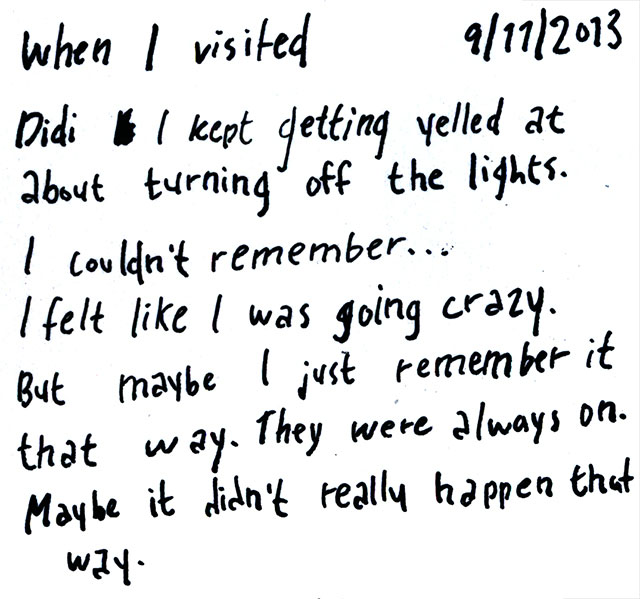 When I visited 9/11/2013
Didi I kept getting yelled at
about turning off the lights.
I couldn't remember...
I felt like I was going crazy.
But maybe I just remember it
that way. They were always on.
Maybe it didn't really happen that
way.